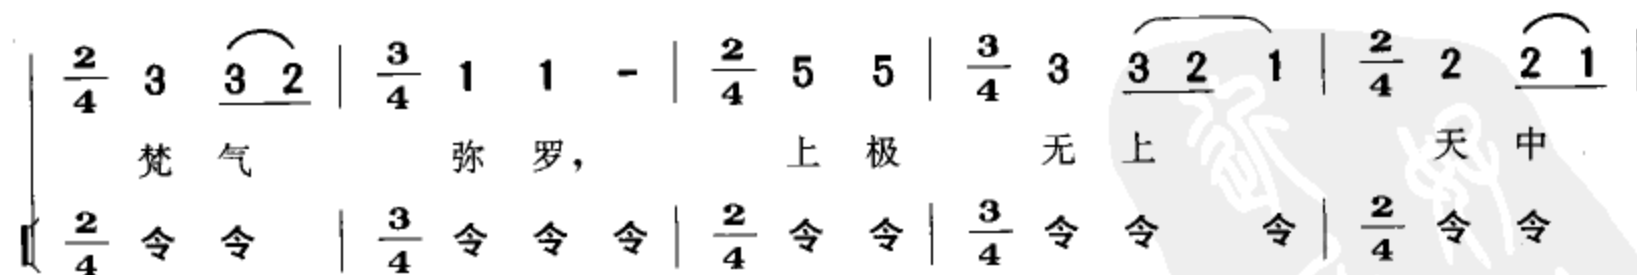 2/4 3 3 2 | 3/4 1 1 - | 2/4 5 5 | 3/4 3 3 2 1 | 2/4 2 2 1 |
梵 气 弥 罗， 上 极 无 上 天 中
2/4 令 令 | 3/4 令 令 令 | 2/4 令 令 | 3/4 令 令 令 | 2/4 令 令